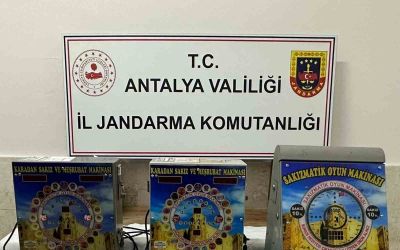 T.C.
ANTALYA VALİLİĞİ
İL JANDARMA KOMUTANLIĞI
JANDARMA
KARADAN SAKIZ VE MEŞRUBAT MAKİNASI
KARADAN SAKIZ VE MEŞRUBAT MAKİNASI
SAKIZMATİK OYUN MAKİNASI